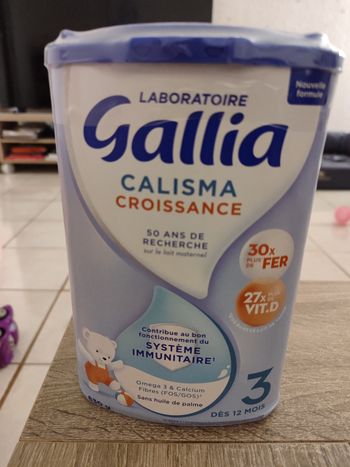 Nouvelle
formule
LABORATOIRE
Gallia
CALISMA
CROISSANCE
50 ANS DE
RECHERCHE
sur le lait maternel
30x
PLUS DE FER
27x PLUS DE
VIT.D
Contribue au bon
fonctionnement du
SYSTÈME
IMMUNITAIRE
Omega 3 & Calcium
Fibres (FOS/GOS)
Sans huile de palme
3
DÈS 12 MOIS